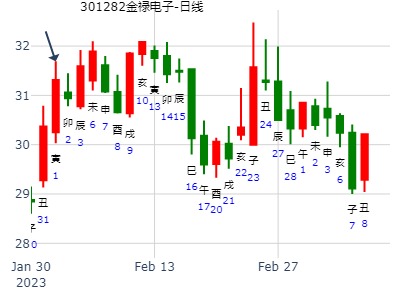 301282金禄电子-日线
32
31
30
29
28
子
0
丑
31
寅
1
卯
2
辰
3
未
6
申
7
酉
8
戌
9
亥
10
寅
13
卯
14
辰
15
巳
16
午
17
酉
20
戌
21
亥
22
子
23
丑
24
辰
27
巳
28
午
1
未
2
申
3
亥
6
子
7
丑
8
Jan 30
2023
Feb 13
Feb 27